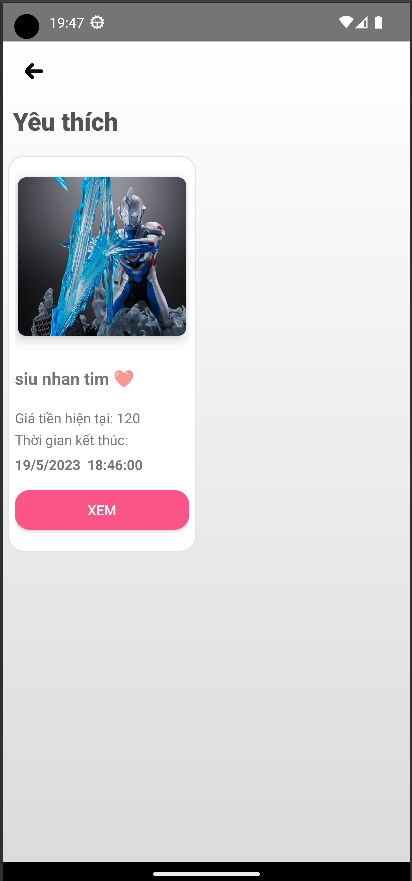 19:47
Yêu thích
siu nhan tim ❤️
Giá tiền hiện tại: 120
Thời gian kết thúc:
19/5/2023 18:46:00
XEM